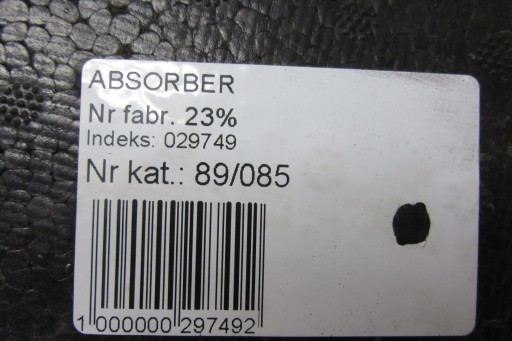 ABSORBER
Nr fabr. 23%
Indeks: 029749
Nr kat.: 89/085
1 000000 297492